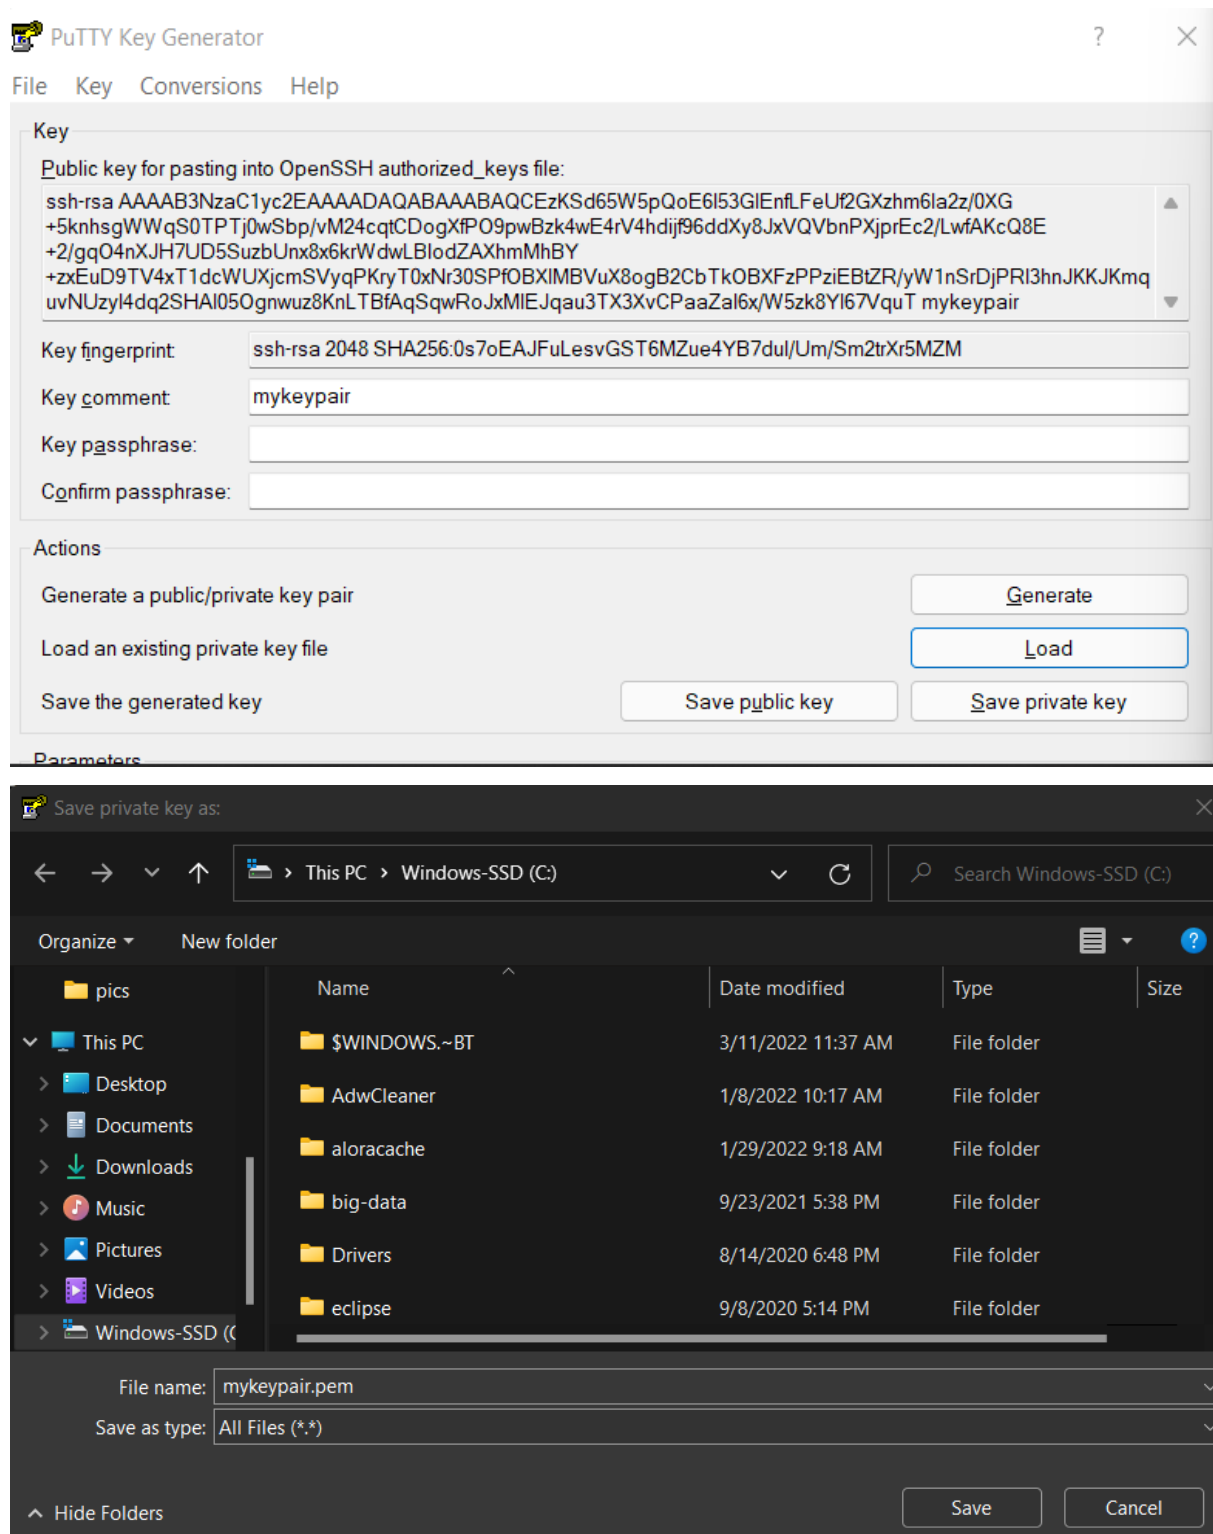 PuTTY Key Generator
? 
File Key Conversions Help
Key
Public key for pasting into OpenSSH authorized_keys file:
ssh-rsa AAAAB3NzaC1yc2EAAAADAQABAAABAQCEzKSd65W5pQoE6I53GIEnfLFeUf2GXzhm6Ia2z/0XG
+5knhsgWWqS0TPTj0wSbp/vM24cqtCDogXfPO9pwBzk4wE4rV4hdijf96ddXy8JxVQVbnPXjprEc2/LwfAKcQ8E
+2/gqO4nXJH7UD5SuzbUnx8x6krWdwLBIodZAXhmMhBY
+zxEuD9TV4xT1dcWUXjcmSVyqPKryT0xNr30SPfOBXIMBVuX8ogB2CbTkOBXFzPPziEBtZR/yW1nSrDjPRI3hnJKKJKmq
uvNUzyI4dq2SHAI05Ognwuz8KnLTBfAqSqwRoJxMIEJqau3TX3XvCPaaZaI6x/W5zk8YI67VquT mykeypair
Key fingerprint: ssh-rsa 2048 SHA256:0s7oEAJFuLesvGST6MZue4YB7duI/Um/Sm2trXr5MZM
Key comment: mykeypair
Key passphrase:
Confirm passphrase:
Actions
Generate a public/private key pair Generate
Load an existing private key file Load
Save the generated key Save public key Save private key
Parameters
Save private key as:
This PC > Windows-SSD (C:) Search Windows-SSD (C:)
Organize New folder ?
pics Name Date modified Type Size
This PC $WINDOWS.~BT 3/11/2022 11:37 AM File folder
Desktop AdwCleaner 1/8/2022 10:17 AM File folder
Documents
Downloads aloracache 1/29/2022 9:18 AM File folder
Music big-data 9/23/2021 5:38 PM File folder
Pictures Drivers 8/14/2020 6:48 PM File folder
Videos eclipse 9/8/2020 5:14 PM File folder
Windows-SSD (C
File name: mykeypair.pem
Save as type: All Files (*.*)
Hide Folders Save Cancel